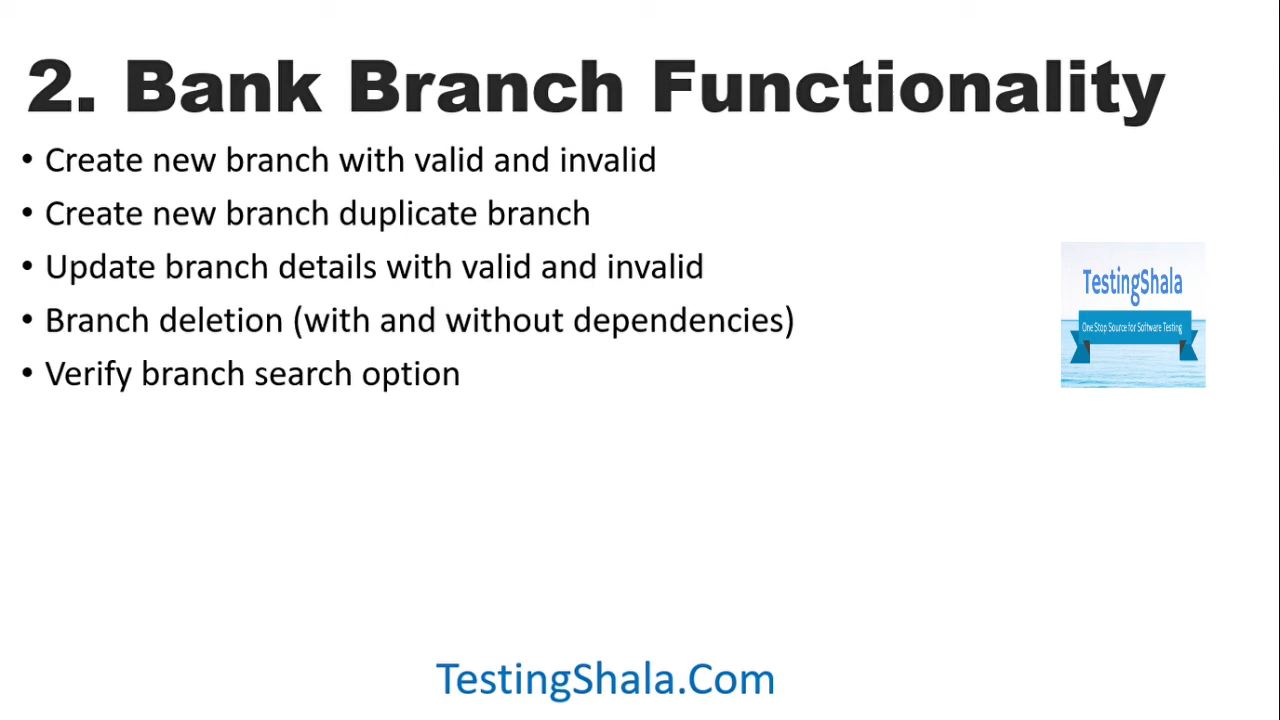 2. Bank Branch Functionality
• Create new branch with valid and invalid
• Create new branch duplicate branch
• Update branch details with valid and invalid
• Branch deletion (with and without dependencies)
• Verify branch search option
TestingShala
One Stop Source for Software Testing
TestingShala.Com